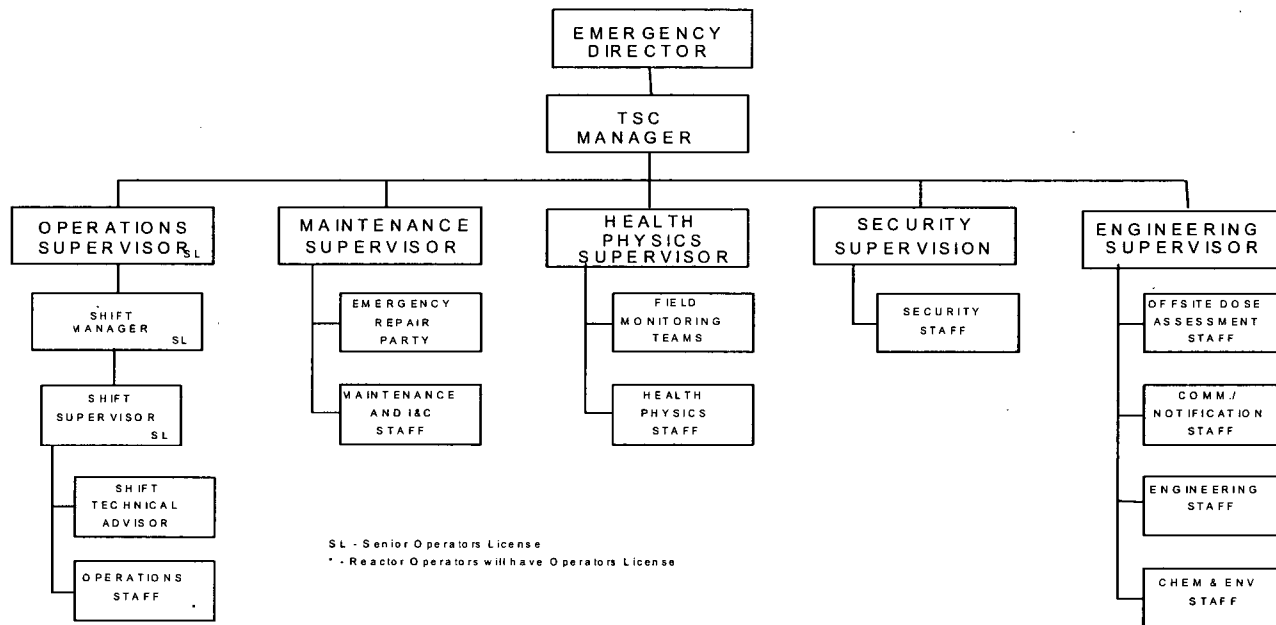 EMERGENCY
DIRECTOR
TSC
MANAGER
OPERATIONS
SUPERVISOR SL
MAINTENANCE
SUPERVISOR
HEALTH
PHYSICS
SUPERVISOR
SECURITY
SUPERVISION
ENGINEERING
SUPERVISOR
SHIFT
MANAGER
SL
EMERGENCY
REPAIR
PARTY
FIELD
MONITORING
TEAMS
SECURITY
STAFF
OFFSITE DOSE
ASSESSMENT
STAFF
SHIFT
SUPERVISOR
SL
MAINTENANCE
AND I&C
STAFF
HEALTH
PHYSICS
STAFF
COMM./
NOTIFICATION
STAFF
SHIFT
TECHNICAL
ADVISOR
ENGINEERING
STAFF
OPERATIONS
STAFF *
CHEM & ENV
STAFF
SL - Senior Operators License
* - Reactor Operators will have Operators License